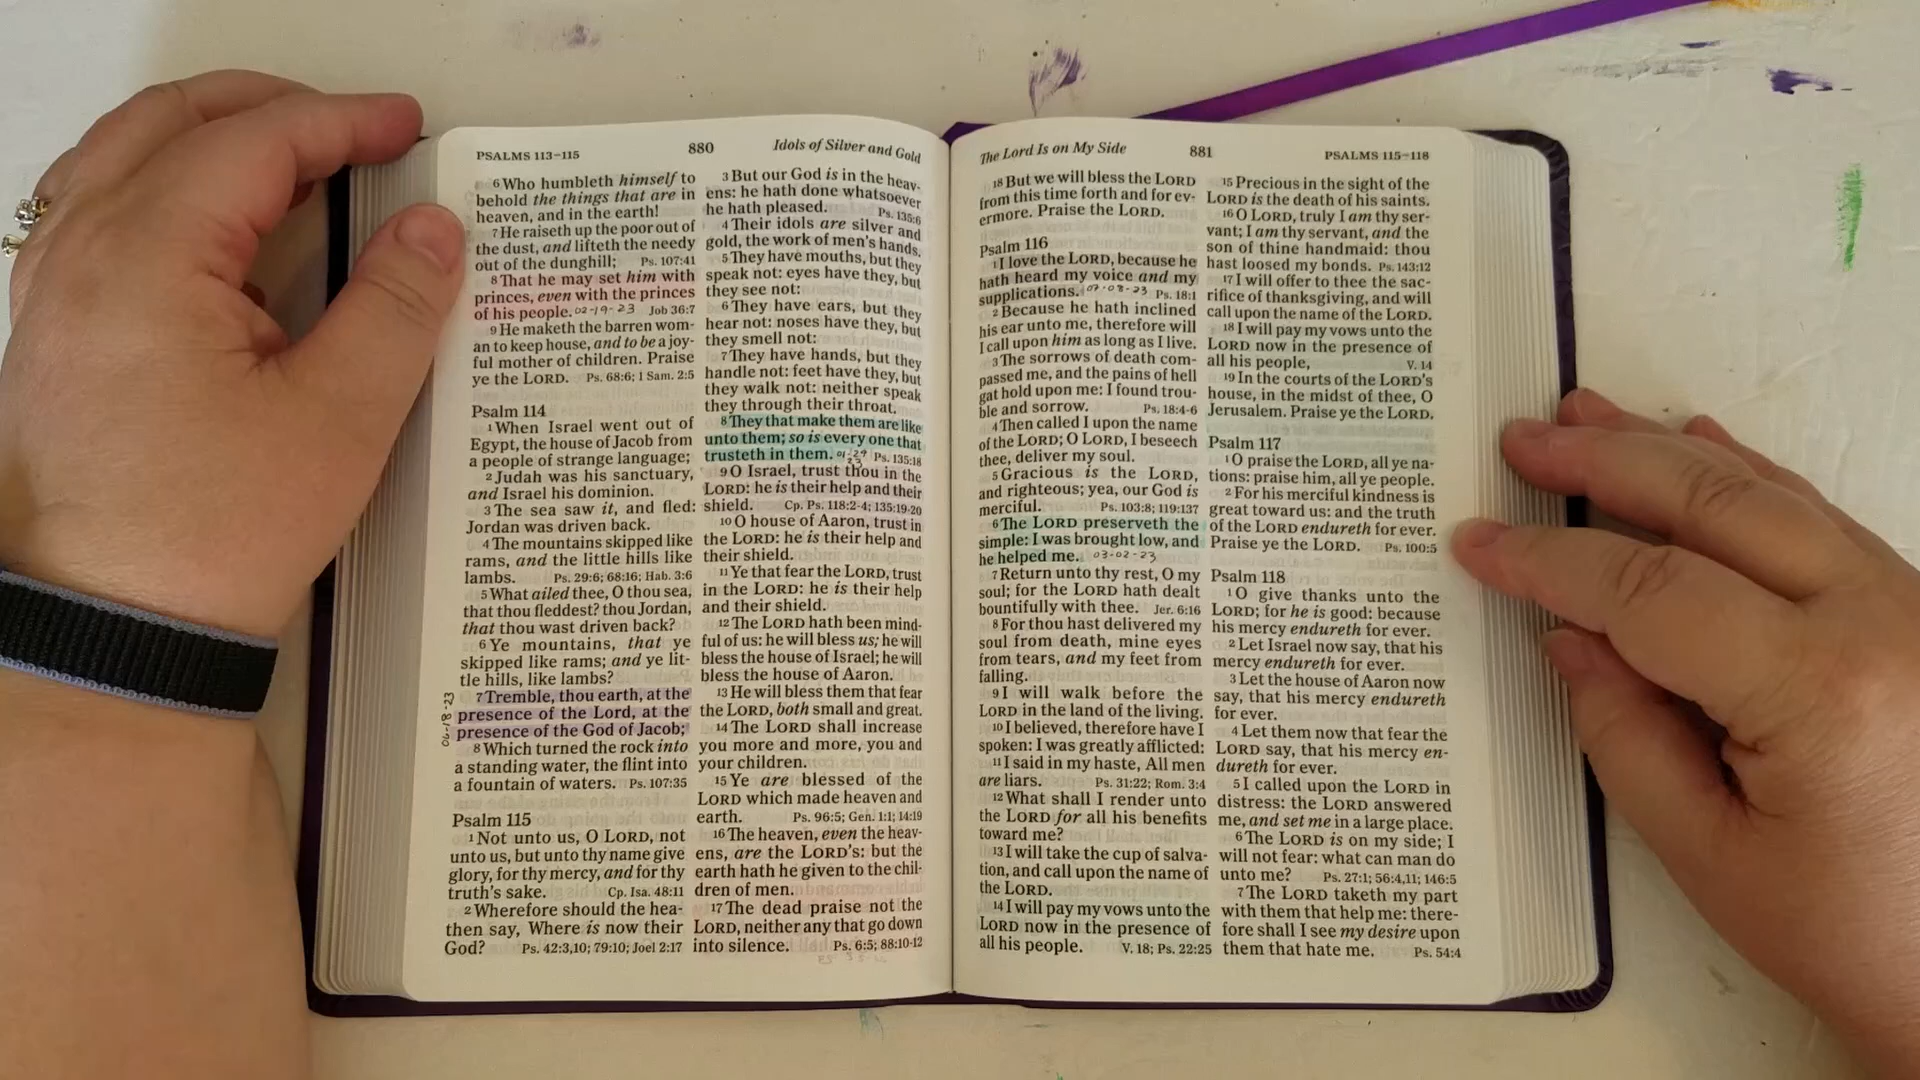 PSALMS 113–115
880
Idols of Silver and Gold
6 Who humbleth himself to
behold the things that are in
heaven, and in the earth!
7 He raiseth up the poor out of
the dust, and lifteth the needy
out of the dunghill; Ps. 107:41
8 That he may set him with
princes, even with the princes
of his people. 02-19-23 Job 36:7
9 He maketh the barren wom-
an to keep house, and to be a joy-
ful mother of children. Praise
ye the LORD. Ps. 68:6; 1 Sam. 2:5
Psalm 114
1 When Israel went out of
Egypt, the house of Jacob from
a people of strange language;
2 Judah was his sanctuary,
and Israel his dominion.
3 The sea saw it, and fled:
Jordan was driven back.
4 The mountains skipped like
rams, and the little hills like
lambs. Ps. 29:6; 68:16; Hab. 3:6
5 What ailed thee, O thou sea,
that thou fleddest? thou Jordan,
that thou wast driven back?
6 Ye mountains, that ye
skipped like rams; and ye lit-
tle hills, like lambs?
06-18-23
7 Tremble, thou earth, at the
presence of the Lord, at the
presence of the God of Jacob;
8 Which turned the rock into
a standing water, the flint into
a fountain of waters. Ps. 107:35
Psalm 115
1 Not unto us, O LORD, not
unto us, but unto thy name give
glory, for thy mercy, and for thy
truth's sake. Cp. Isa. 48:11
2 Wherefore should the hea-
then say, Where is now their
God? Ps. 42:3,10; 79:10; Joel 2:17
3 But our God is in the heav-
ens: he hath done whatsoever
he hath pleased. Ps. 135:6
4 Their idols are silver and
gold, the work of men's hands.
5 They have mouths, but they
speak not: eyes have they, but
they see not:
6 They have ears, but they
hear not: noses have they, but
they smell not:
7 They have hands, but they
handle not: feet have they, but
they walk not: neither speak
they through their throat.
8 They that make them are like
unto them; so is every one that
trusteth in them. 01-29 23 Ps. 135:18
9 O Israel, trust thou in the
LORD: he is their help and their
shield. Cp. Ps. 118:2-4; 135:19-20
10 O house of Aaron, trust in
the LORD: he is their help and
their shield.
11 Ye that fear the LORD, trust
in the LORD: he is their help
and their shield.
12 The LORD hath been mind-
ful of us: he will bless us; he will
bless the house of Israel; he will
bless the house of Aaron.
13 He will bless them that fear
the LORD, both small and great.
14 The LORD shall increase
you more and more, you and
your children.
15 Ye are blessed of the
LORD which made heaven and
earth. Ps. 96:5; Gen. 1:1; 14:19
16 The heaven, even the heav-
ens, are the LORD's: but the
earth hath he given to the chil-
dren of men.
17 The dead praise not the
LORD, neither any that go down
into silence. Ps. 6:5; 88:10-12
The Lord Is on My Side
881
PSALMS 115–118
18 But we will bless the LORD
from this time forth and for ev-
ermore. Praise the LORD.
Psalm 116
1 I love the LORD, because he
hath heard my voice and my
supplications. 07-08-23 Ps. 18:1
2 Because he hath inclined
his ear unto me, therefore will
I call upon him as long as I live.
3 The sorrows of death com-
passed me, and the pains of hell
gat hold upon me: I found trou-
ble and sorrow. Ps. 18:4-6
4 Then called I upon the name
of the LORD; O LORD, I beseech
thee, deliver my soul.
5 Gracious is the LORD,
and righteous; yea, our God is
merciful. Ps. 103:8; 119:137
6 The LORD preserveth the
simple: I was brought low, and
he helped me. 03-02-23
7 Return unto thy rest, O my
soul; for the LORD hath dealt
bountifully with thee. Jer. 6:16
8 For thou hast delivered my
soul from death, mine eyes
from tears, and my feet from
falling.
9 I will walk before the
LORD in the land of the living.
10 I believed, therefore have I
spoken: I was greatly afflicted:
11 I said in my haste, All men
are liars. Ps. 31:22; Rom. 3:4
12 What shall I render unto
the LORD for all his benefits
toward me?
13 I will take the cup of salva-
tion, and call upon the name of
the LORD.
14 I will pay my vows unto the
LORD now in the presence of
all his people. V. 18; Ps. 22:25
15 Precious in the sight of the
LORD is the death of his saints.
16 O LORD, truly I am thy ser-
vant; I am thy servant, and the
son of thine handmaid: thou
hast loosed my bonds. Ps. 143:12
17 I will offer to thee the sac-
rifice of thanksgiving, and will
call upon the name of the LORD.
18 I will pay my vows unto the
LORD now in the presence of
all his people, V. 14
19 In the courts of the LORD's
house, in the midst of thee, O
Jerusalem. Praise ye the LORD.
Psalm 117
1 O praise the LORD, all ye na-
tions: praise him, all ye people.
2 For his merciful kindness is
great toward us: and the truth
of the LORD endureth for ever.
Praise ye the LORD. Ps. 100:5
Psalm 118
1 O give thanks unto the
LORD; for he is good: because
his mercy endureth for ever.
2 Let Israel now say, that his
mercy endureth for ever.
3 Let the house of Aaron now
say, that his mercy endureth
for ever.
4 Let them now that fear the
LORD say, that his mercy en-
dureth for ever.
5 I called upon the LORD in
distress: the LORD answered
me, and set me in a large place.
6 The LORD is on my side; I
will not fear: what can man do
unto me? Ps. 27:1; 56:4,11; 146:5
7 The LORD taketh my part
with them that help me: there-
fore shall I see my desire upon
them that hate me. Ps. 54:4